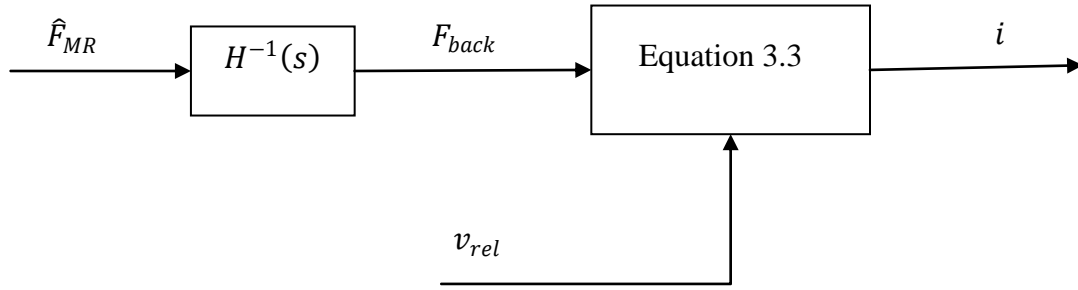 F̂_MR
H⁻¹(s)
F_back
Equation 3.3
i
v_rel